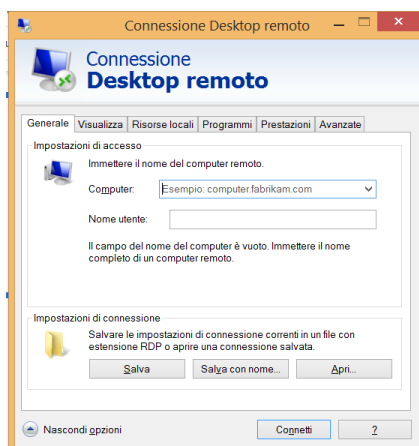 Connessione Desktop remoto
Connessione
Desktop remoto
Generale Visualizza Risorse locali Programmi Prestazioni Avanzate
Impostazioni di accesso
Immettere il nome del computer remoto.
Computer: Esempio: computer.fabrikam.com
Nome utente:
Il campo del nome del computer è vuoto. Immettere il nome
completo di un computer remoto.
Impostazioni di connessione
Salvare le impostazioni di connessione correnti in un file con
estensione RDP o aprire una connessione salvata.
Salva Salva con nome... Apri...
Nascondi opzioni Connetti ?